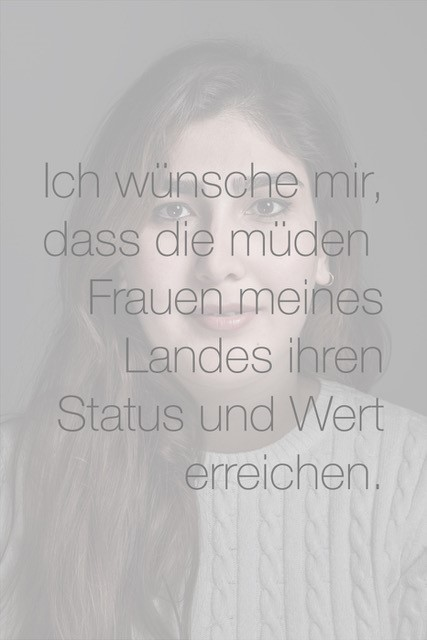 Ich wünsche mir,
dass die müden
Frauen meines
Landes ihren
Status und Wert
erreichen.